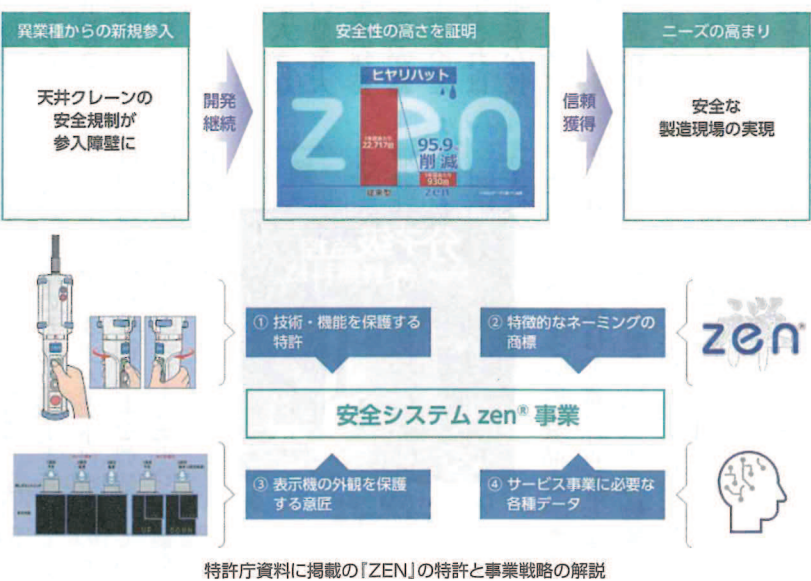 異業種からの新規参入
安全性の高さを証明
ニーズの高まり
天井クレーンの
安全規制が
参入障壁に
開発
継続
ヒヤリハット
zen
22,717回
95.9%
削減
930回
従来型
zen
信頼
獲得
安全な
製造現場の実現
① 技術・機能を保護する
特許
② 特徴的なネーミングの
商標
zen
安全システム zen® 事業
③ 表示機の外観を保護
する意匠
④ サービス事業に必要な
各種データ
特許庁資料に掲載の『ZEN』の特許と事業戦略の解説